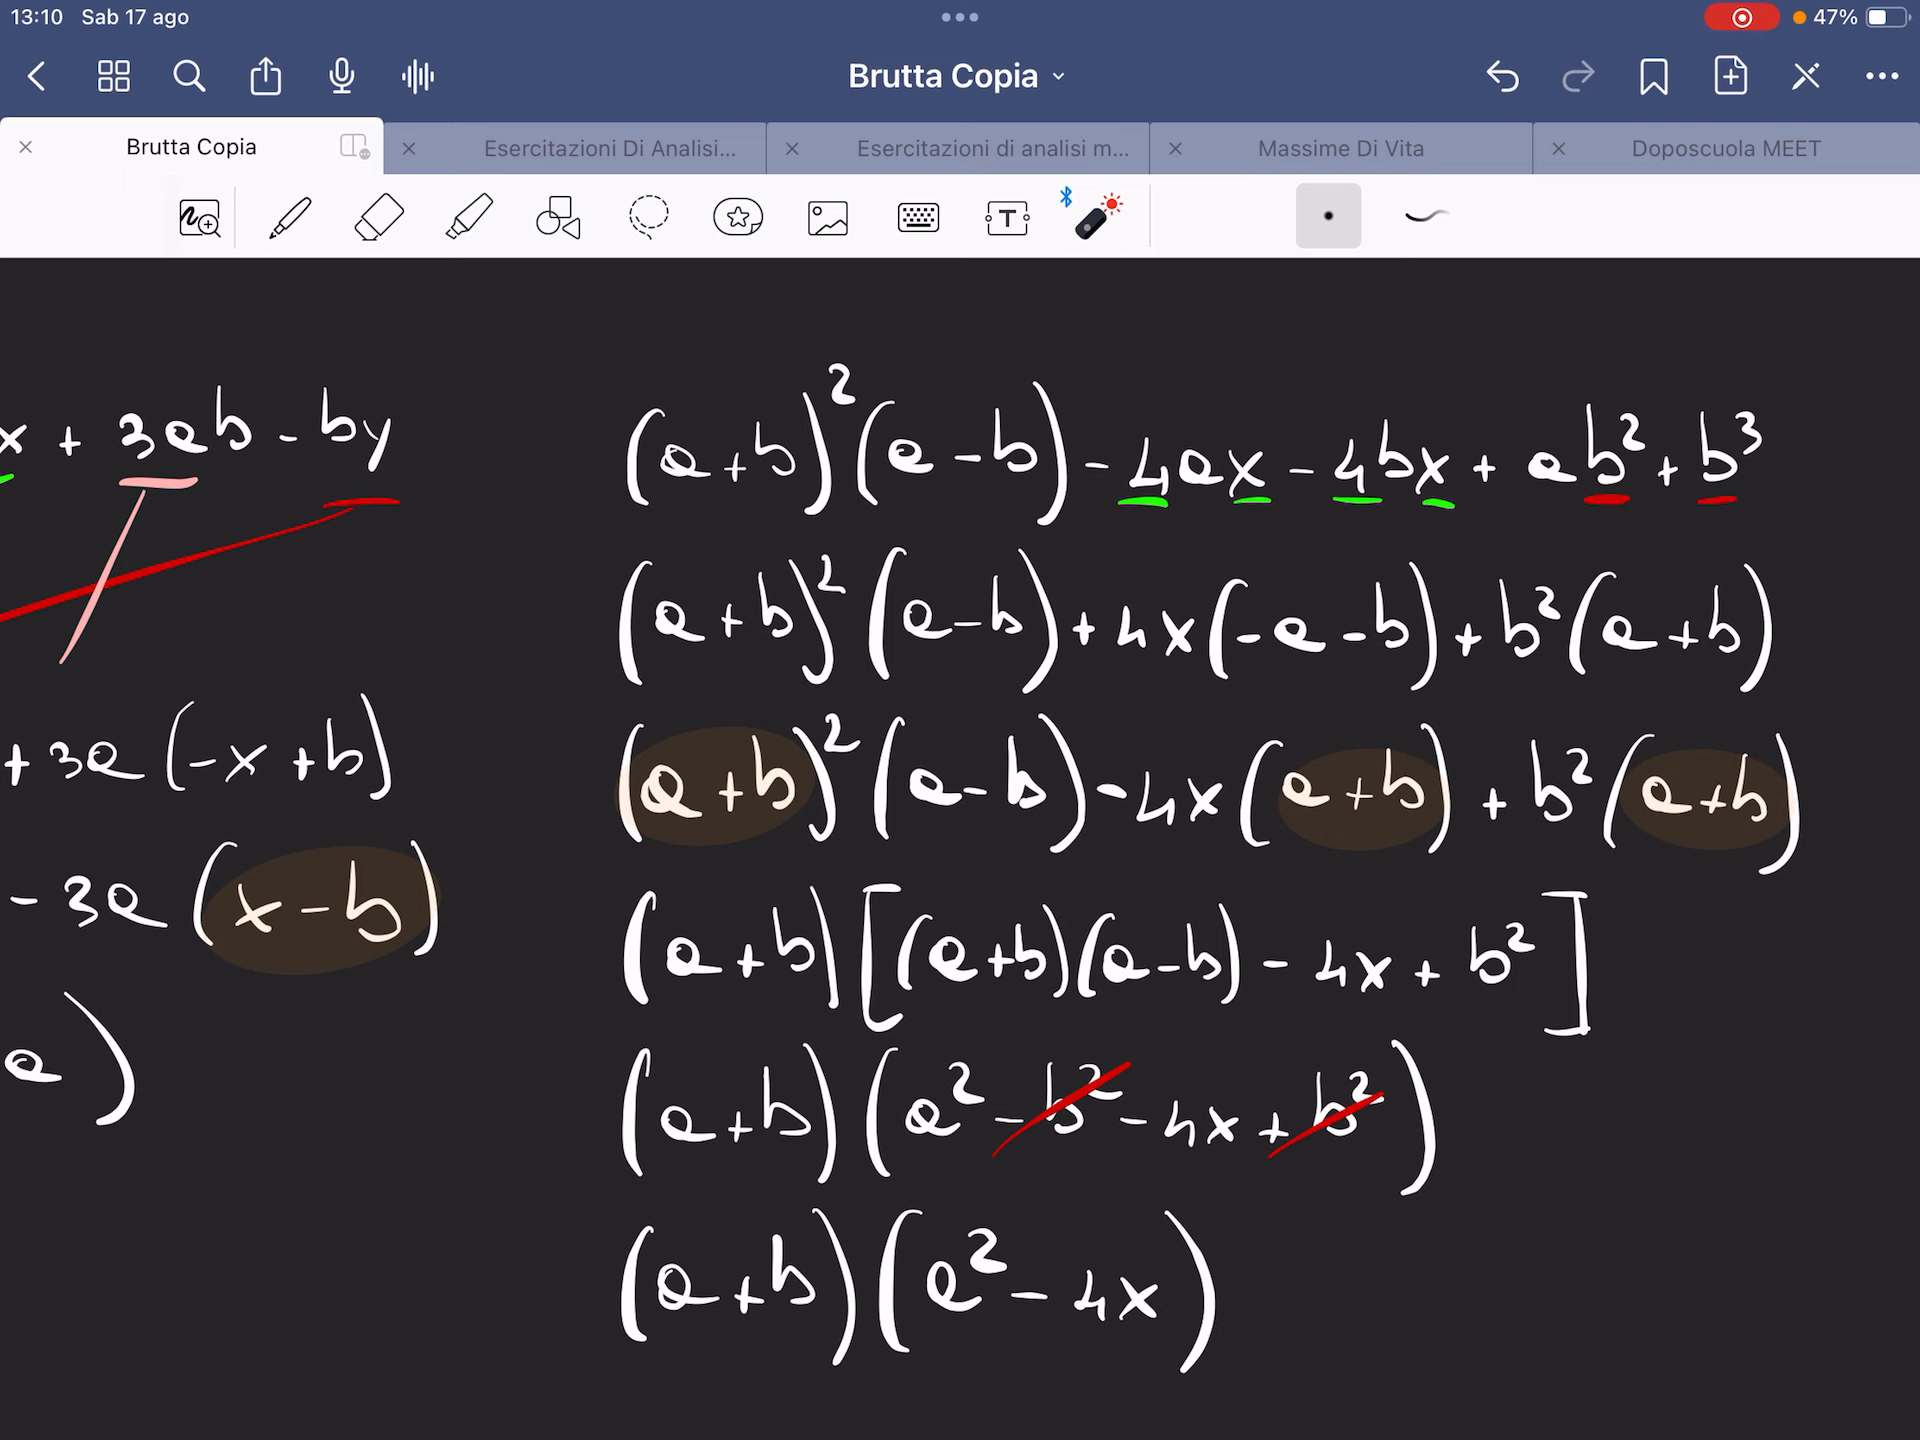 13:10 Sab 17 ago 47%
Brutta Copia
Brutta Copia Esercitazioni Di Analisi... Esercitazioni di analisi m... Massime Di Vita Doposcuola MEET
x + 3ab - by
+ 3a (-x + b)
- 3a (x - b)
a)
(a+b)²(a-b) - 4ax - 4bx + ab² + b³
(a+b)²(a-b) + 4x(-a-b) + b²(a+b)
(a+b)²(a-b) - 4x(a+b) + b²(a+b)
(a+b)[(a+b)(a-b) - 4x + b²]
(a+b)(a² - b² - 4x + b²)
(a+b)(a² - 4x)